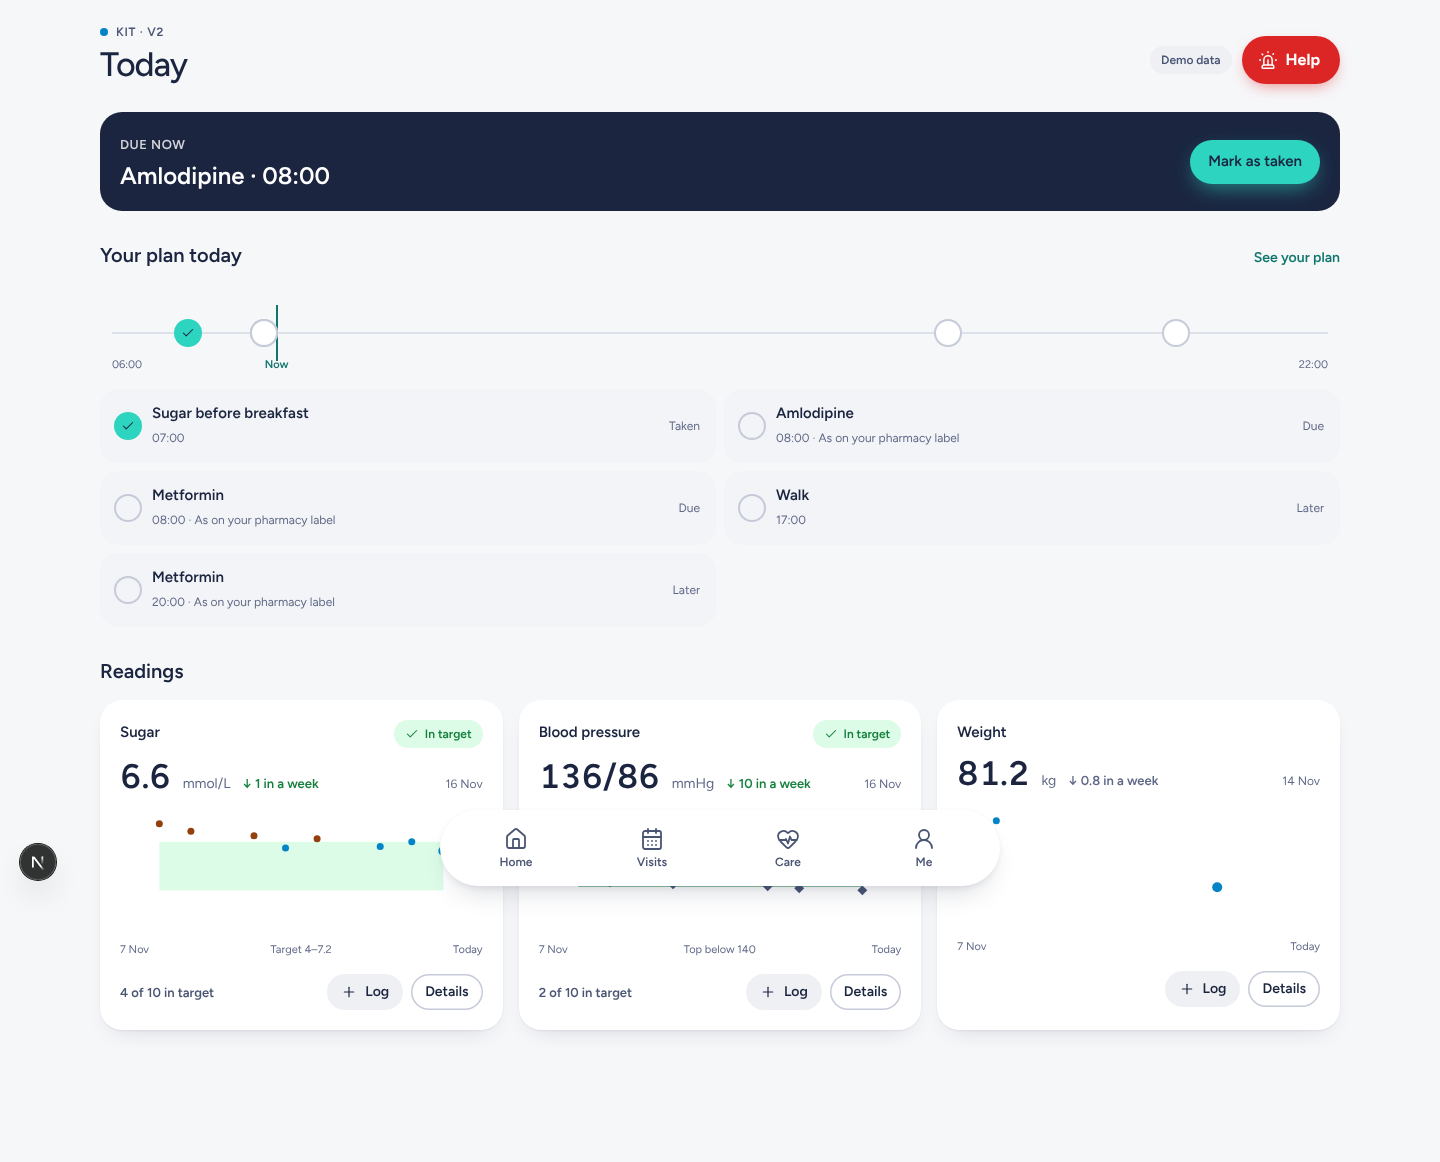 KIT · V2
Today
Demo data
Help
DUE NOW
Amlodipine · 08:00
Mark as taken
Your plan today
See your plan
06:00
Now
22:00
Sugar before breakfast
07:00
Taken
Amlodipine
08:00 · As on your pharmacy label
Due
Metformin
08:00 · As on your pharmacy label
Due
Walk
17:00
Later
Metformin
20:00 · As on your pharmacy label
Later
Readings
Sugar
In target
6.6 mmol/L ↓ 1 in a week
16 Nov
7 Nov
Target 4–7.2
Today
4 of 10 in target
+ Log
Details
Blood pressure
In target
136/86 mmHg ↓ 10 in a week
16 Nov
7 Nov
Top below 140
Today
2 of 10 in target
+ Log
Details
Weight
81.2 kg ↓ 0.8 in a week
14 Nov
7 Nov
Today
+ Log
Details
Home
Visits
Care
Me
N